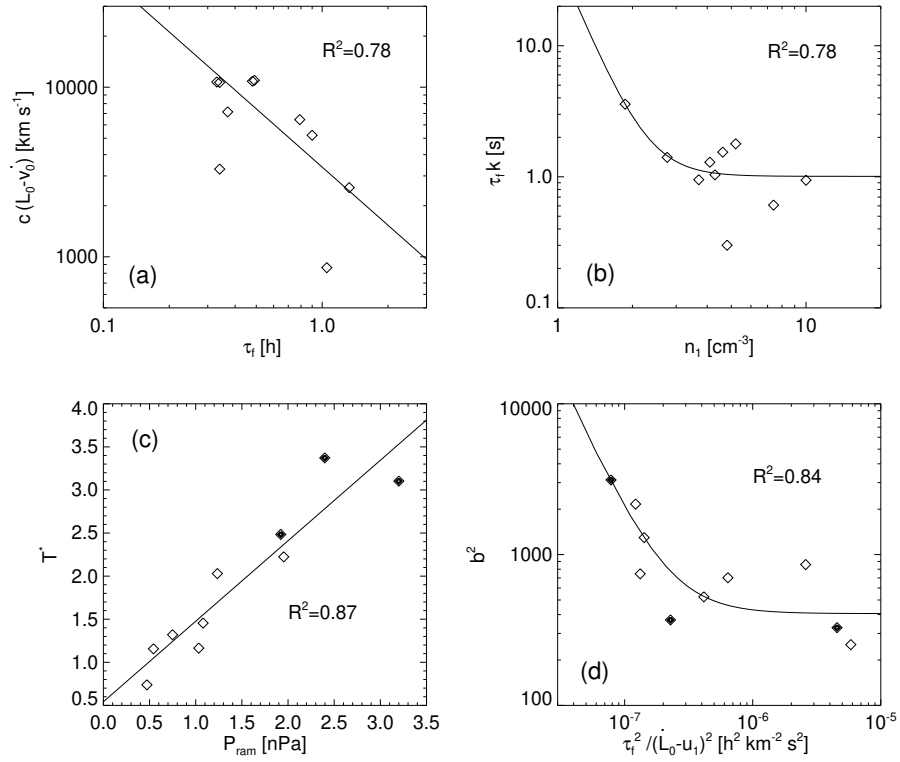 R²=0.78
10000
1000
c (L̇₀-v₀) [km s⁻¹]
(a)
0.1
1.0
τ_f [h]
R²=0.78
10.0
1.0
0.1
τ_f k [s]
(b)
1
10
n₁ [cm⁻³]
4.0
3.5
3.0
2.5
2.0
1.5
1.0
0.5
T*
(c)
R²=0.87
0.0
0.5
1.0
1.5
2.0
2.5
3.0
3.5
P_ram [nPa]
10000
1000
100
b²
R²=0.84
(d)
10⁻⁷
10⁻⁶
10⁻⁵
τ_f² /(L̇₀-u₁)² [h² km⁻² s²]